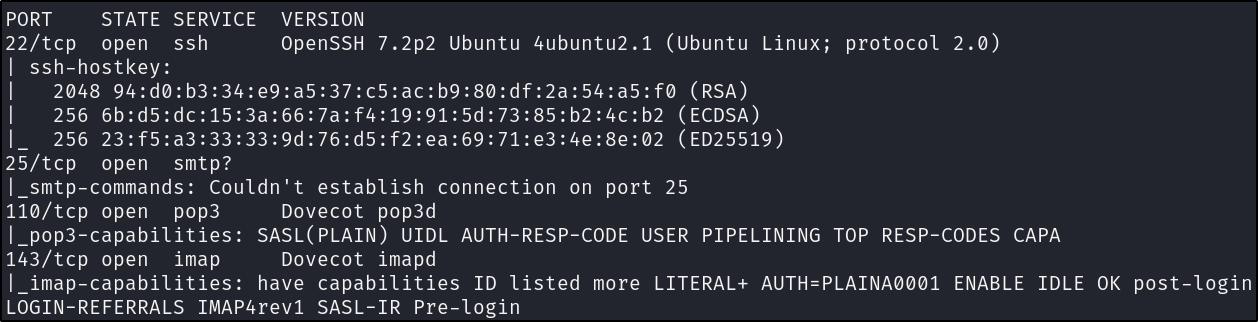 PORT    STATE SERVICE  VERSION
22/tcp  open  ssh      OpenSSH 7.2p2 Ubuntu 4ubuntu2.1 (Ubuntu Linux; protocol 2.0)
| ssh-hostkey:
|   2048 94:d0:b3:34:e9:a5:37:c5:ac:b9:80:df:2a:54:a5:f0 (RSA)
|   256 6b:d5:dc:15:3a:66:7a:f4:19:91:5d:73:85:b2:4c:b2 (ECDSA)
|_  256 23:f5:a3:33:33:9d:76:d5:f2:ea:69:71:e3:4e:8e:02 (ED25519)
25/tcp  open  smtp?
|_smtp-commands: Couldn't establish connection on port 25
110/tcp open  pop3     Dovecot pop3d
|_pop3-capabilities: SASL(PLAIN) UIDL AUTH-RESP-CODE USER PIPELINING TOP RESP-CODES CAPA
143/tcp open  imap     Dovecot imapd
|_imap-capabilities: have capabilities ID listed more LITERAL+ AUTH=PLAINA0001 ENABLE IDLE OK post-login
LOGIN-REFERRALS IMAP4rev1 SASL-IR Pre-login